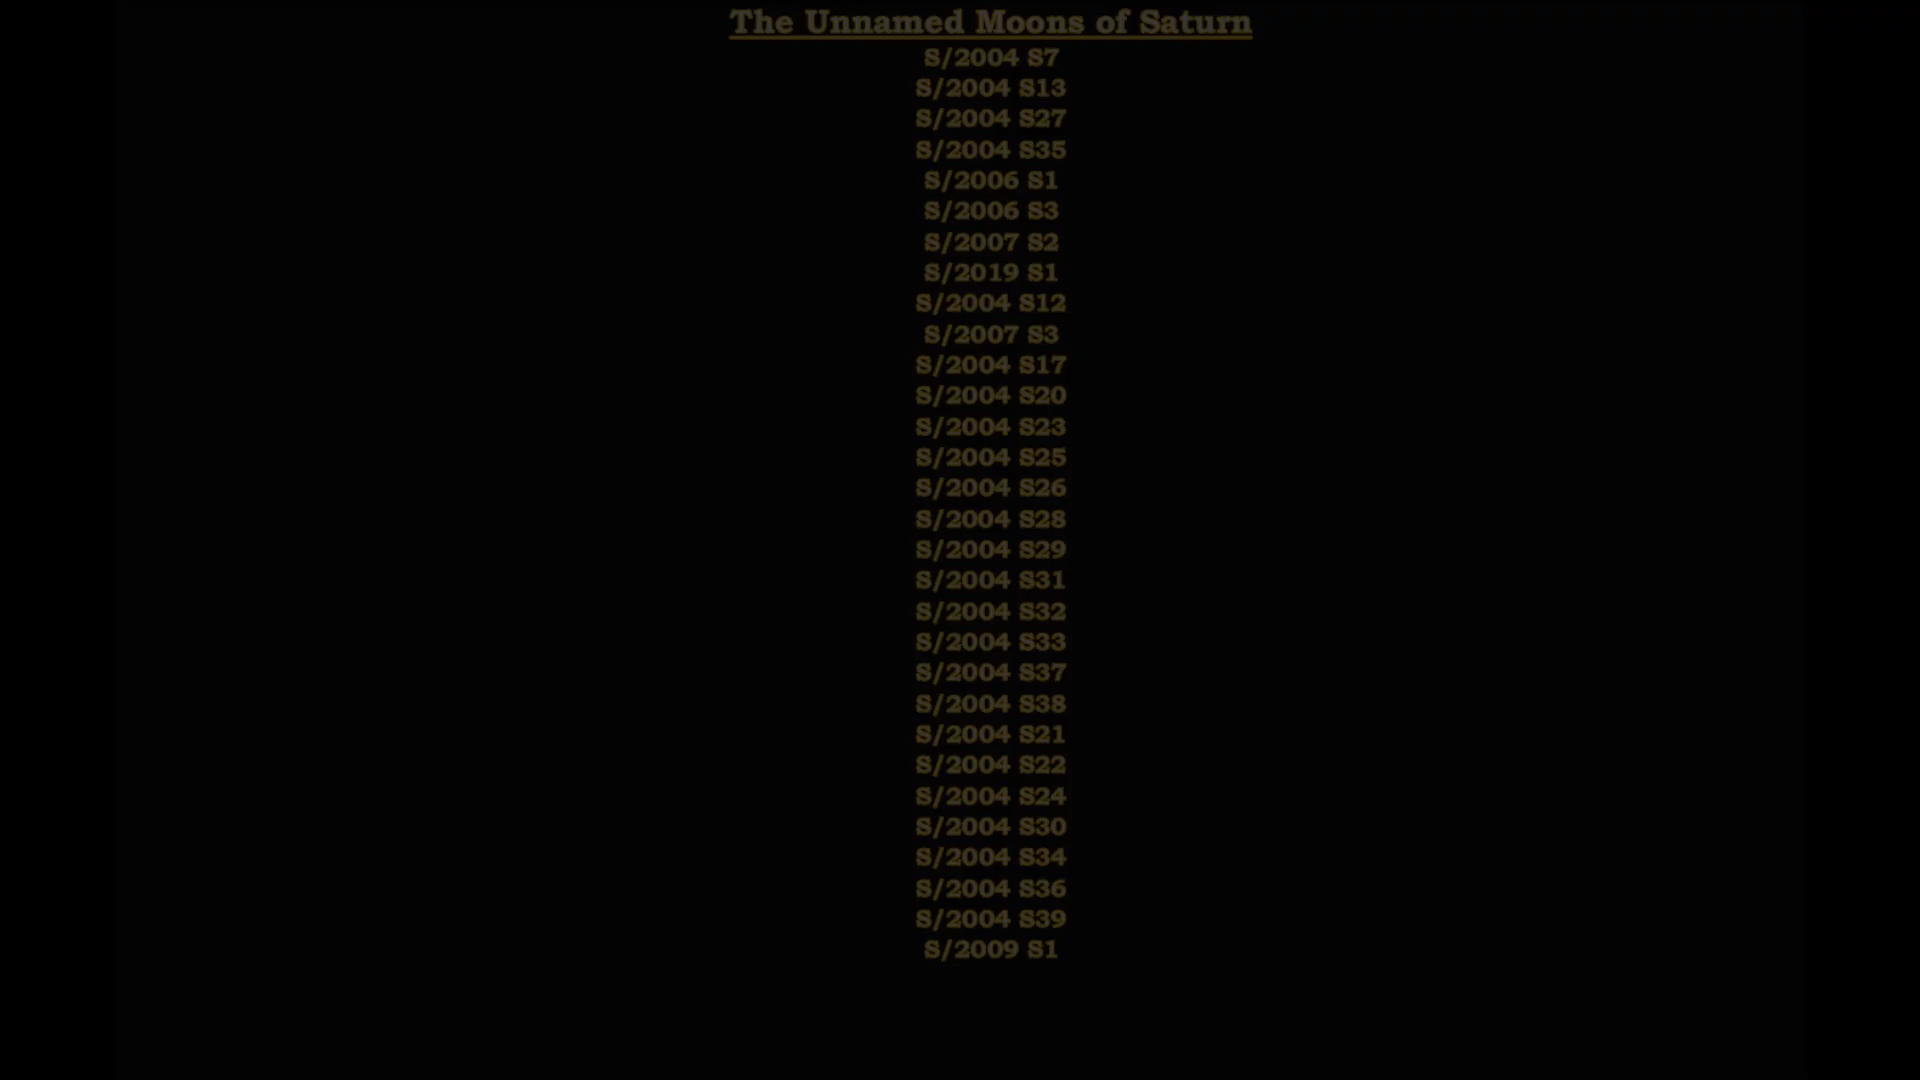 The Unnamed Moons of Saturn
S/2004 S7
S/2004 S13
S/2004 S27
S/2004 S35
S/2006 S1
S/2006 S3
S/2007 S2
S/2019 S1
S/2004 S12
S/2007 S3
S/2004 S17
S/2004 S20
S/2004 S23
S/2004 S25
S/2004 S26
S/2004 S28
S/2004 S29
S/2004 S31
S/2004 S32
S/2004 S33
S/2004 S37
S/2004 S38
S/2004 S21
S/2004 S22
S/2004 S24
S/2004 S30
S/2004 S34
S/2004 S36
S/2004 S39
S/2009 S1